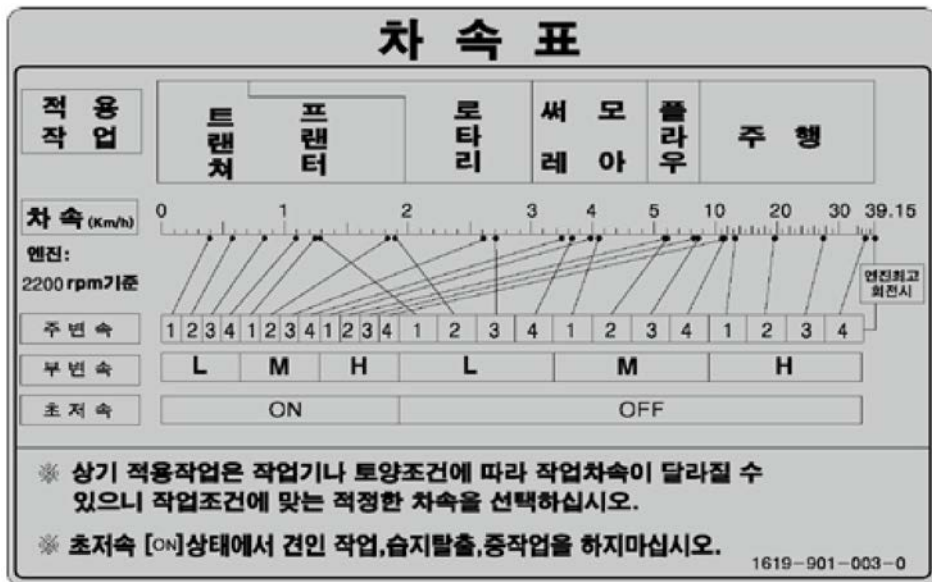 차 속 표
적 용 작 업
트랜쳐 프랜터 로타리 써레 모아 플라우 주 행
차 속 (Km/h) 0 1 2 3 4 5 10 20 30 39.15
엔진:
2200 rpm기준
엔진최고
회전시
주 변 속 1 2 3 4 1 2 3 4 1 2 3 4 1 2 3 4 1 2 3 4 1 2 3 4
부 변 속 L M H L M H
초 저 속 ON OFF
※ 상기 적용작업은 작업기나 토양조건에 따라 작업차속이 달라질 수
있으니 작업조건에 맞는 적정한 차속을 선택하십시오.
※ 초저속 [ON]상태에서 견인 작업,습지탈출,중작업을 하지마십시오.
1619-901-003-0